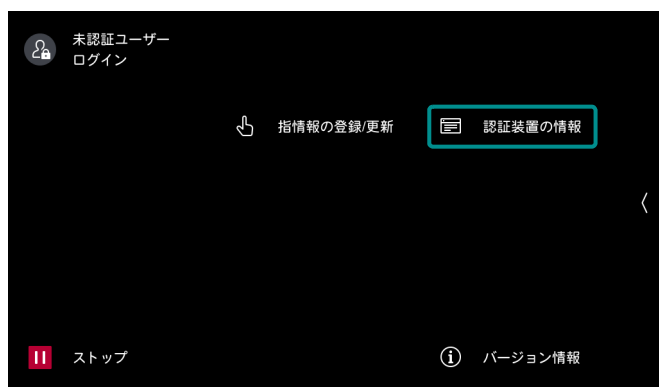 未認証ユーザー
ログイン
指情報の登録/更新
認証装置の情報
ストップ
バージョン情報